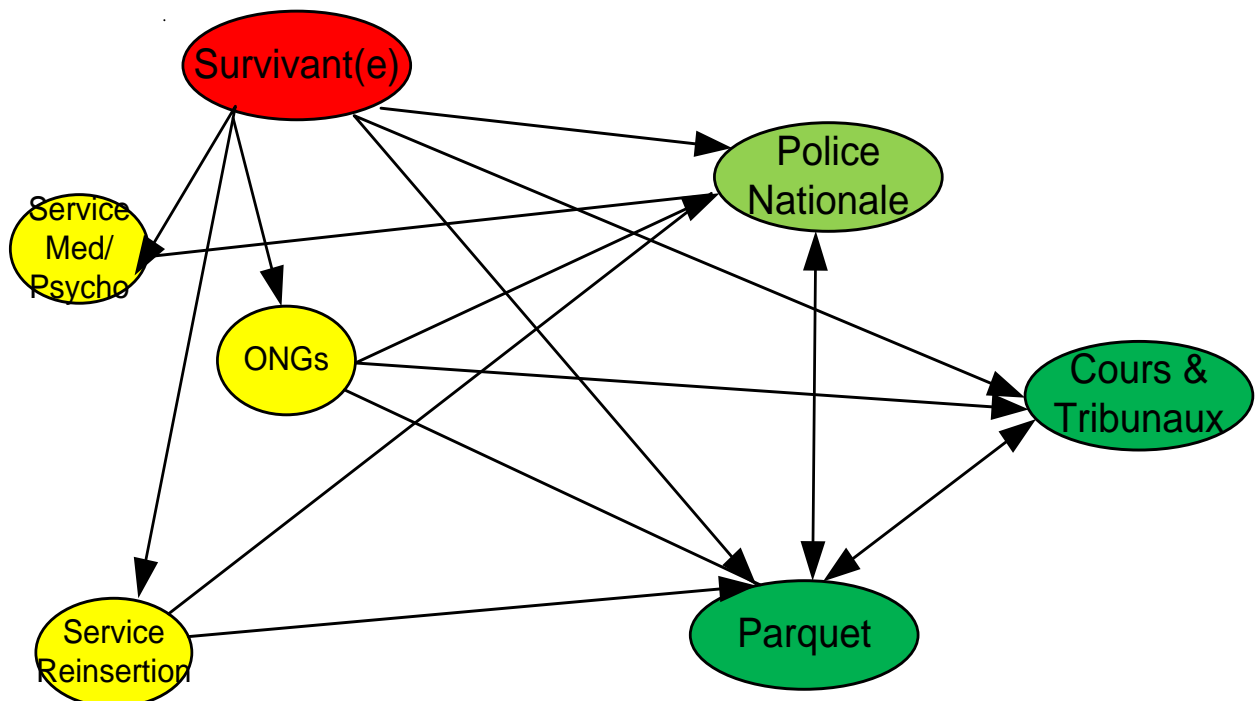 Survivant(e)
Police
Nationale
Service
Med/
Psycho
ONGs
Cours &
Tribunaux
Service
Reinsertion
Parquet